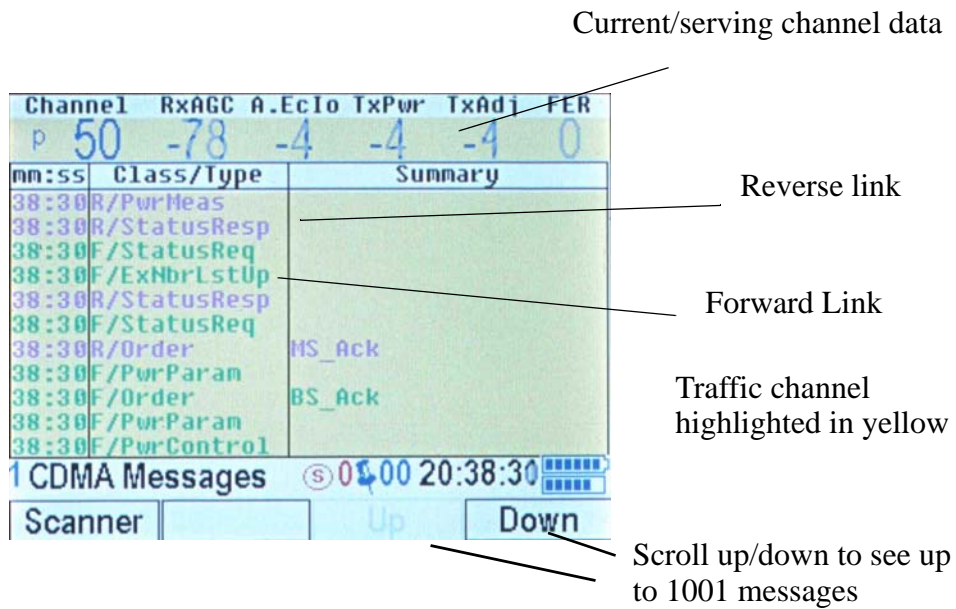 Current/serving channel data
Channel RxAGC A.EcIo TxPwr TxAdj FER
P 50 -78 -4 -4 -4 0
mm:ss Class/Type Summary
38:30 R/PwrMeas
38:30 R/StatusResp
38:30 F/StatusReq
38:30 F/ExNbrLstUp
38:30 R/StatusResp
38:30 F/StatusReq
38:30 R/Order MS_Ack
38:30 F/PwrParam
38:30 F/Order BS_Ack
38:30 F/PwrParam
38:30 F/PwrControl
Reverse link
Forward Link
Traffic channel
highlighted in yellow
1 CDMA Messages S 00 20:38:30
Scanner Up Down
Scroll up/down to see up
to 1001 messages